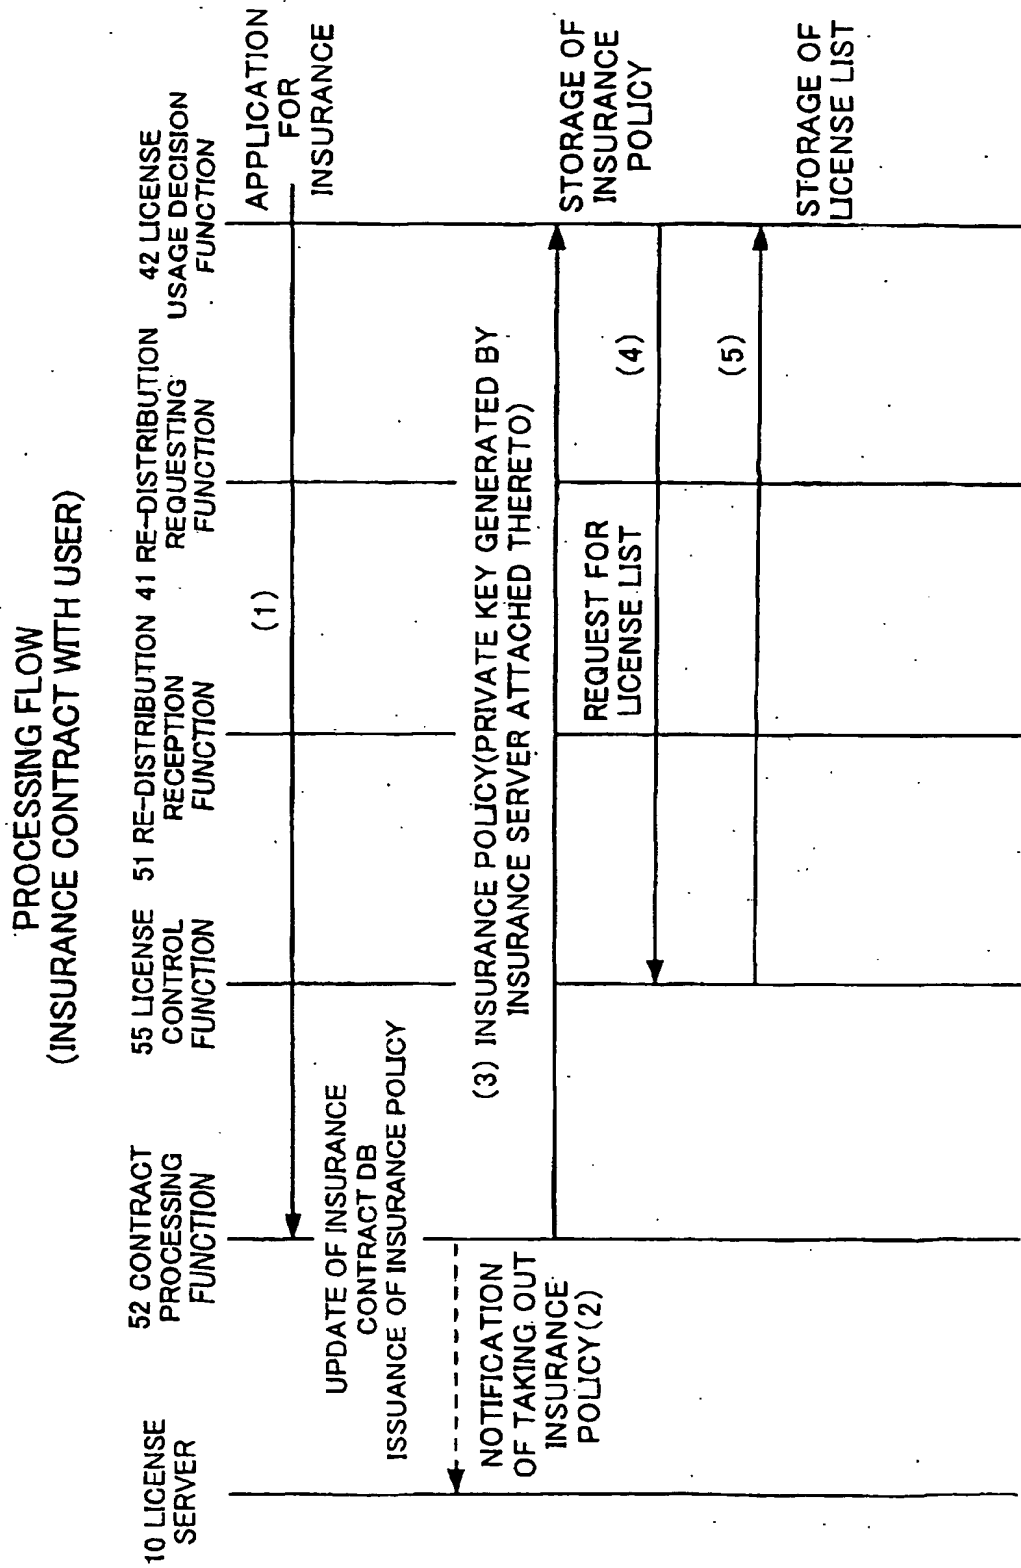 PROCESSING FLOW
(INSURANCE CONTRACT WITH USER)
10 LICENSE
SERVER
52 CONTRACT
PROCESSING
FUNCTION
55 LICENSE
CONTROL
FUNCTION
51 RE-DISTRIBUTION
RECEPTION
FUNCTION
41 RE-DISTRIBUTION
REQUESTING
FUNCTION
42 LICENSE
USAGE DECISION
FUNCTION
(1)
APPLICATION
FOR
INSURANCE
UPDATE OF INSURANCE
CONTRACT DB
ISSUANCE OF INSURANCE POLICY
NOTIFICATION
OF TAKING OUT
INSURANCE
POLICY(2)
(3) INSURANCE POLICY(PRIVATE KEY GENERATED BY
INSURANCE SERVER ATTACHED THERETO)
STORAGE OF
INSURANCE
POLICY
REQUEST FOR
LICENSE LIST
(4)
(5)
STORAGE OF
LICENSE LIST